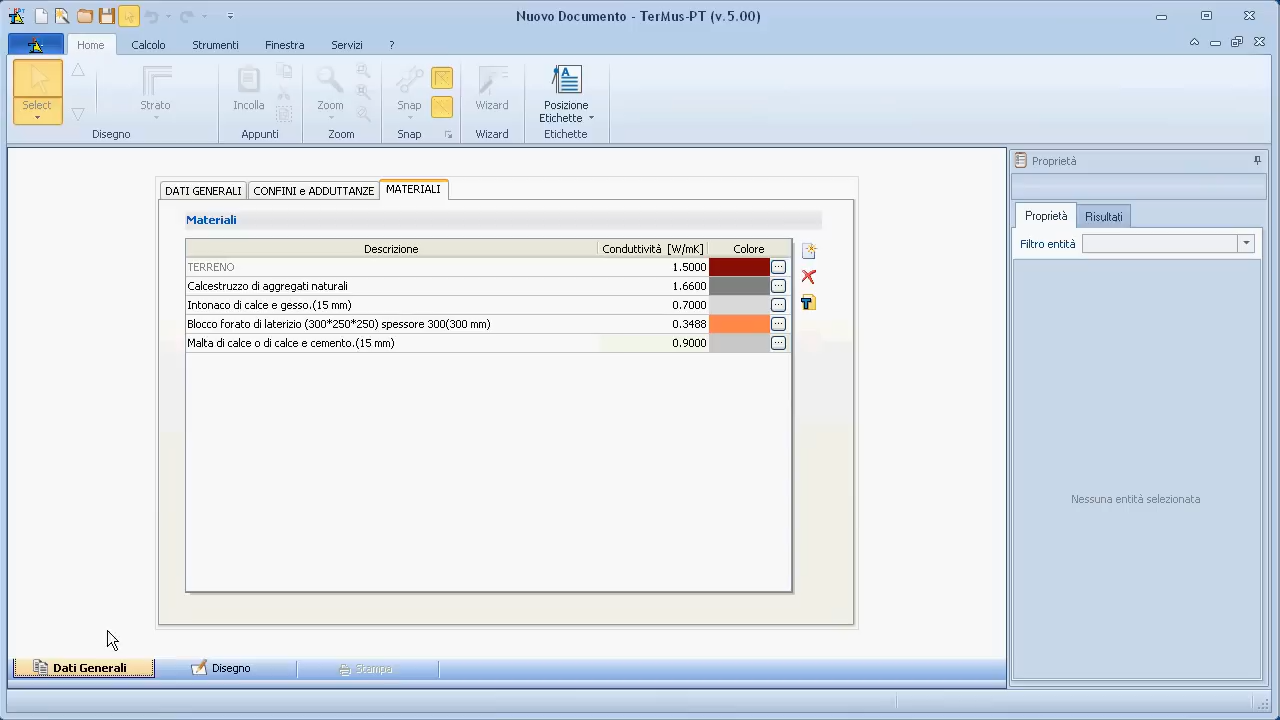 Nuovo Documento - TerMus-PT (v.5.00)
Home Calcolo Strumenti Finestra Servizi ?
Select Strato Incolla Zoom Snap Wizard Posizione
Etichette
Disegno Appunti Zoom Snap Wizard Etichette
DATI GENERALI CONFINI e ADDUTTANZE MATERIALI
Materiali
Descrizione Conduttività [W/mK] Colore
TERRENO 1.5000
Calcestruzzo di aggregati naturali 1.6600
Intonaco di calce e gesso.(15 mm) 0.7000
Blocco forato di laterizio (300*250*250) spessore 300(300 mm) 0.3488
Malta di calce o di calce e cemento.(15 mm) 0.9000
Proprietà
Proprietà Risultati
Filtro entità
Nessuna entità selezionata
Dati Generali Disegno Stampa